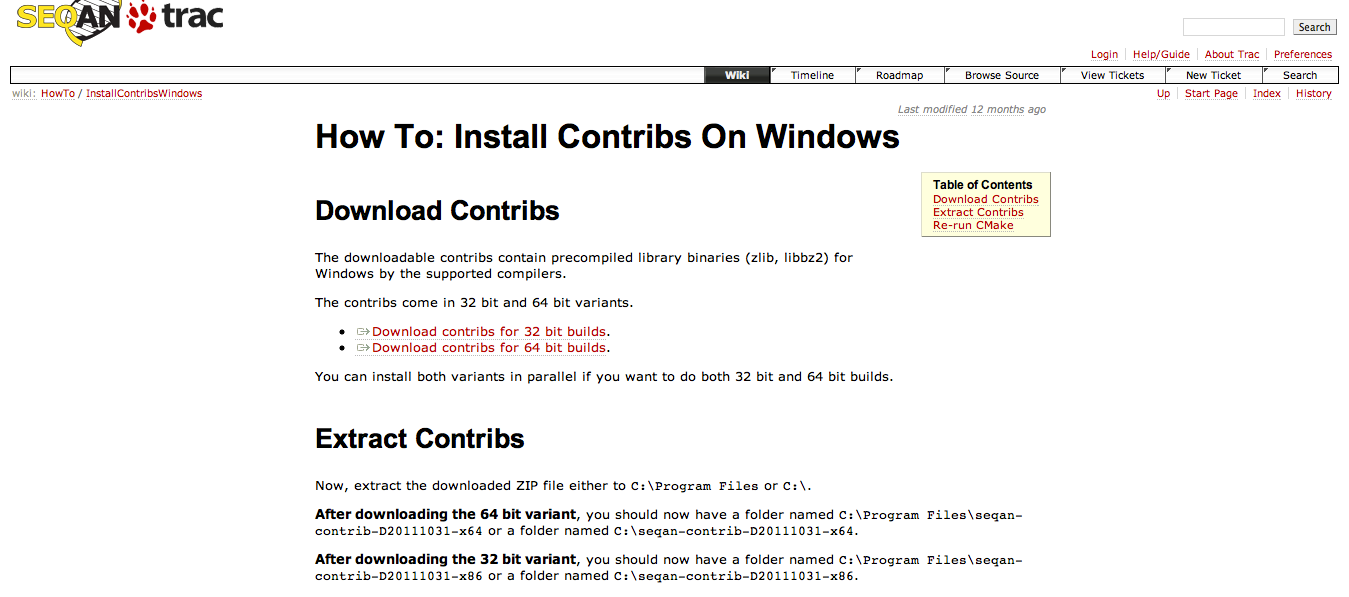 SEQAN trac
Search
Login Help/Guide About Trac Preferences
Wiki Timeline Roadmap Browse Source View Tickets New Ticket Search
wiki: HowTo / InstallContribsWindows
Up Start Page Index History
Last modified 12 months ago
How To: Install Contribs On Windows
Table of Contents
Download Contribs
Extract Contribs
Re-run CMake
Download Contribs
The downloadable contribs contain precompiled library binaries (zlib, libbz2) for
Windows by the supported compilers.
The contribs come in 32 bit and 64 bit variants.
• Download contribs for 32 bit builds.
• Download contribs for 64 bit builds.
You can install both variants in parallel if you want to do both 32 bit and 64 bit builds.
Extract Contribs
Now, extract the downloaded ZIP file either to C:\Program Files or C:\.
After downloading the 64 bit variant, you should now have a folder named C:\Program Files\seqan-
contrib-D20111031-x64 or a folder named C:\seqan-contrib-D20111031-x64.
After downloading the 32 bit variant, you should now have a folder named C:\Program Files\seqan-
contrib-D20111031-x86 or a folder named C:\seqan-contrib-D20111031-x86.